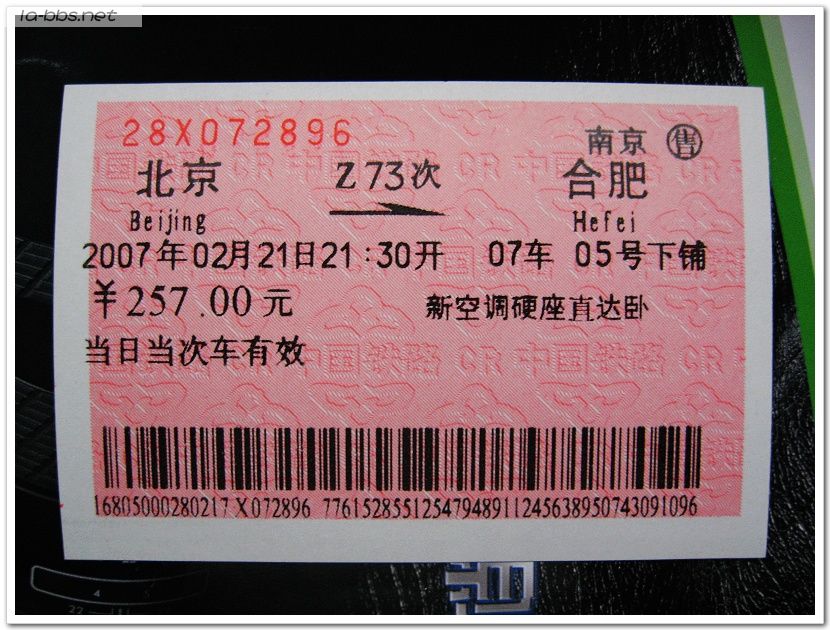 la-bbs.net
28X072896 南京 售
北京 Z73次 合肥
Beijing Hefei
2007年02月21日21:30开 07车 05号下铺
￥257.00元 新空调硬座直达卧
当日当次车有效
16805000280217 X072896 7761528551254794891124563895074309​1096